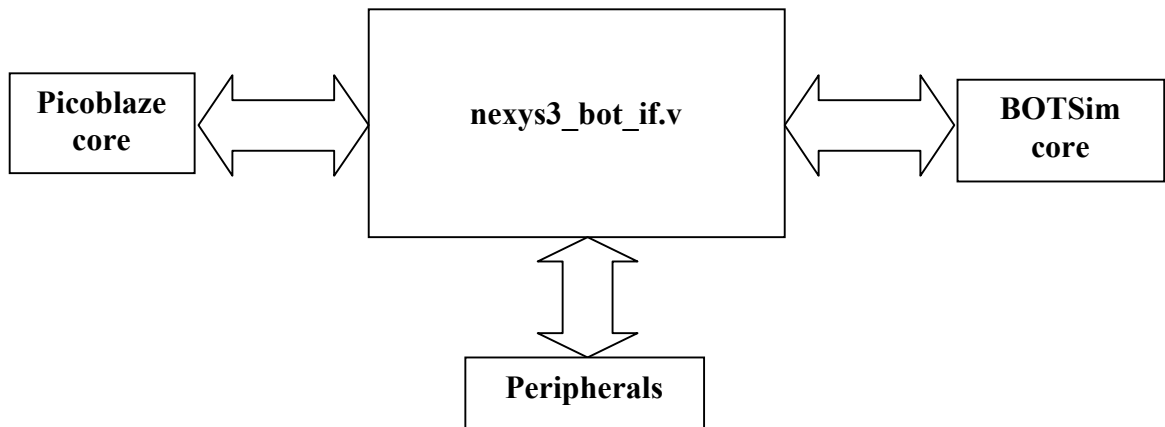 Picoblaze
core
nexys3_bot_if.v
BOTSim
core
Peripherals